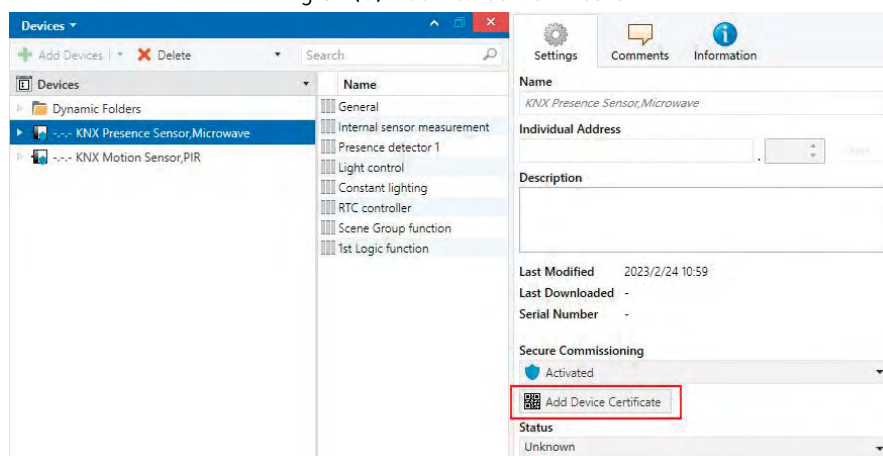 Devices
Add Devices
Delete
Search
Devices
Dynamic Folders
-.-.- KNX Presence Sensor,Microwave
-.-.- KNX Motion Sensor,PIR
Name
General
Internal sensor measurement
Presence detector 1
Light control
Constant lighting
RTC controller
Scene Group function
1st Logic function
Settings
Comments
Information
Name
KNX Presence Sensor,Microwave
Individual Address
.
Description
Last Modified 2023/2/24 10:59
Last Downloaded -
Serial Number -
Secure Commissioning
Activated
Add Device Certificate
Status
Unknown